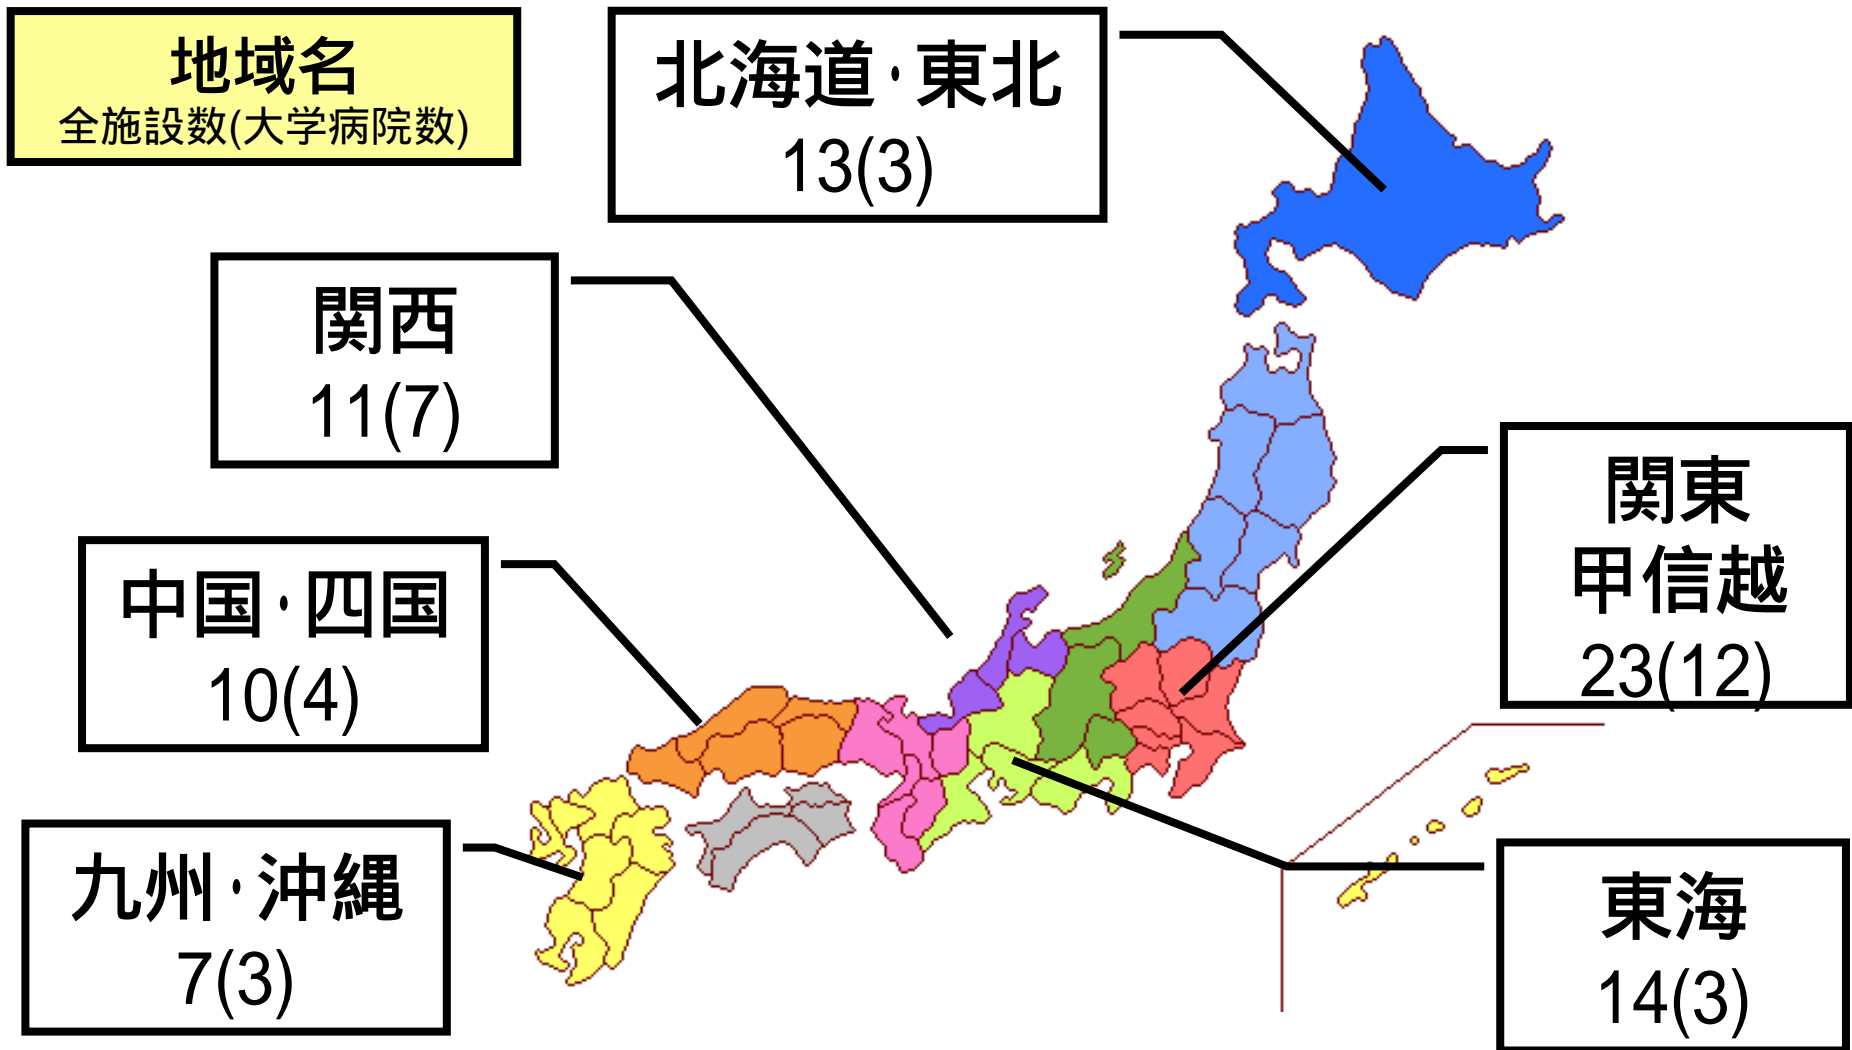 地域名
全施設数(大学病院数)
北海道・東北
13(3)
関西
11(7)
関東
甲信越
23(12)
中国・四国
10(4)
九州・沖縄
7(3)
東海
14(3)